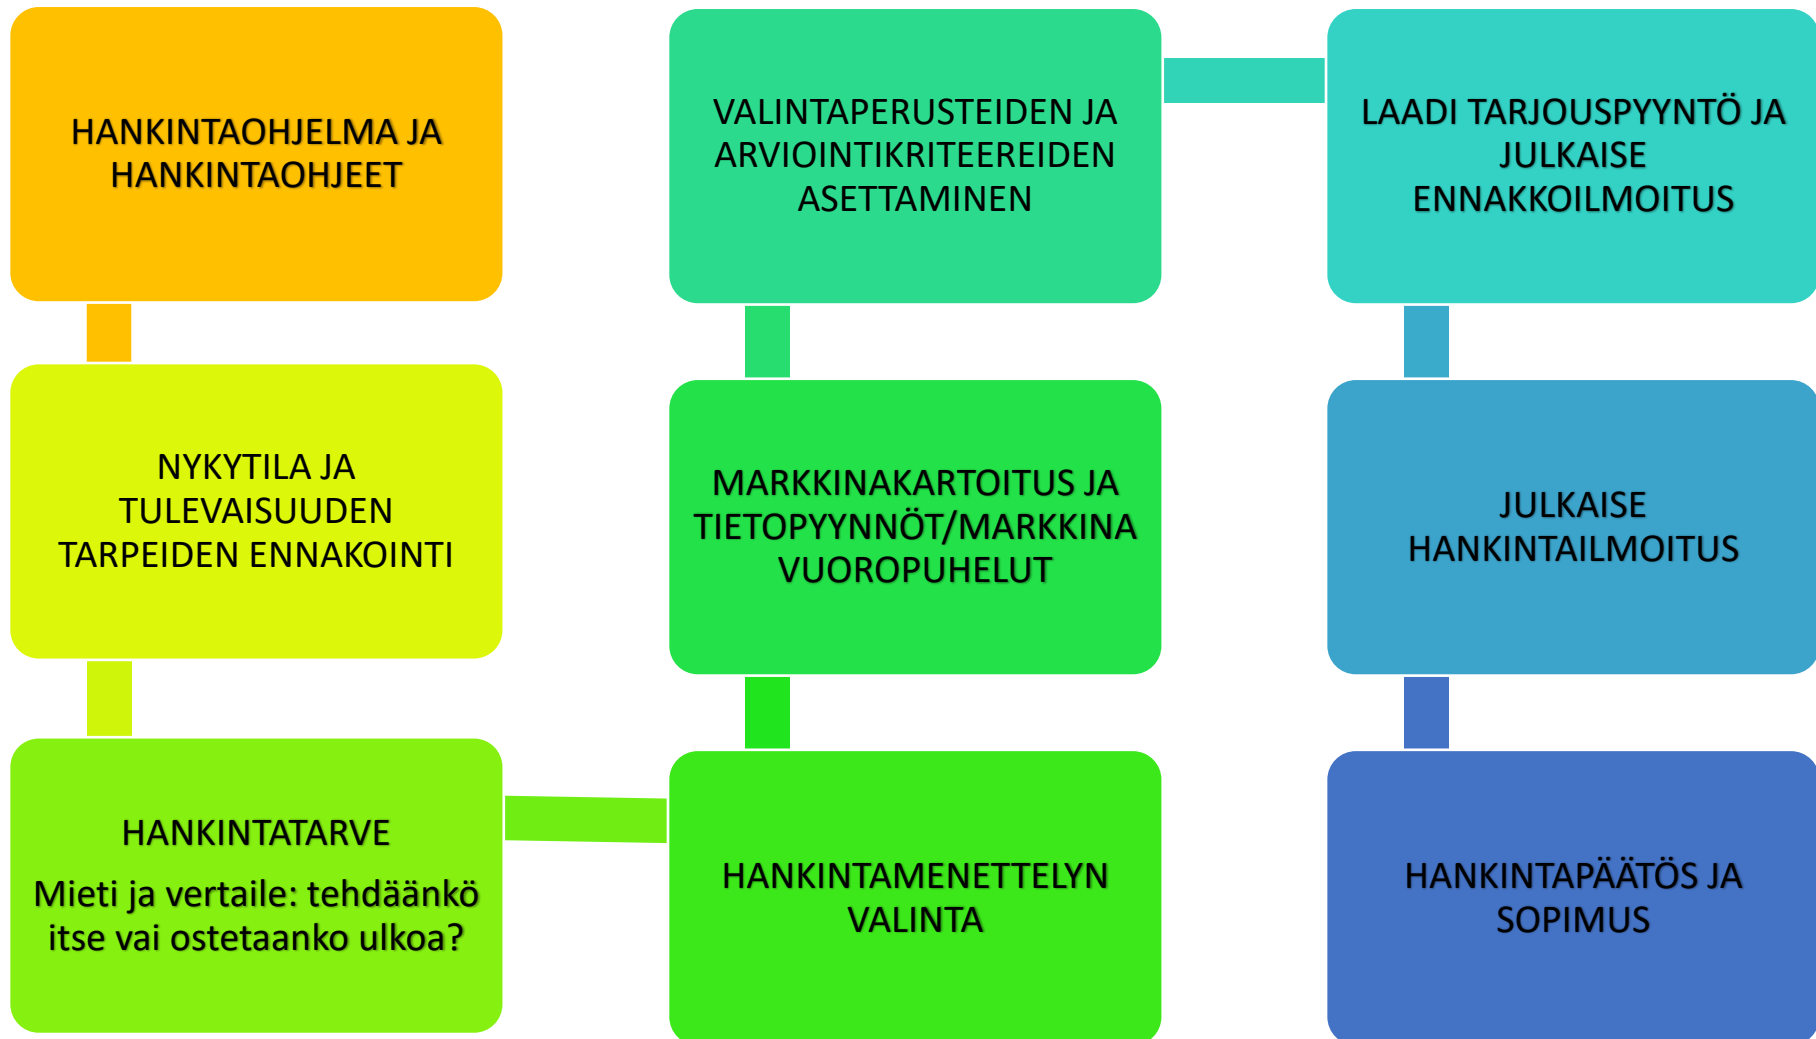 HANKINTAOHJELMA JA
HANKINTAOHJEET
NYKYTILA JA
TULEVAISUUDEN
TARPEIDEN ENNAKOINTI
HANKINTATARVE
Mieti ja vertaile: tehdäänkö
itse vai ostetaanko ulkoa?
HANKINTAMENETTELYN
VALINTA
MARKKINAKARTOITUS JA
TIETOPYYNNÖT/MARKKINA
VUOROPUHELUT
VALINTAPERUSTEIDEN JA
ARVIOINTIKRITEEREIDEN
ASETTAMINEN
LAADI TARJOUSPYYNTÖ JA
JULKAISE
ENNAKKOILMOITUS
JULKAISE
HANKINTAILMOITUS
HANKINTAPÄÄTÖS JA
SOPIMUS